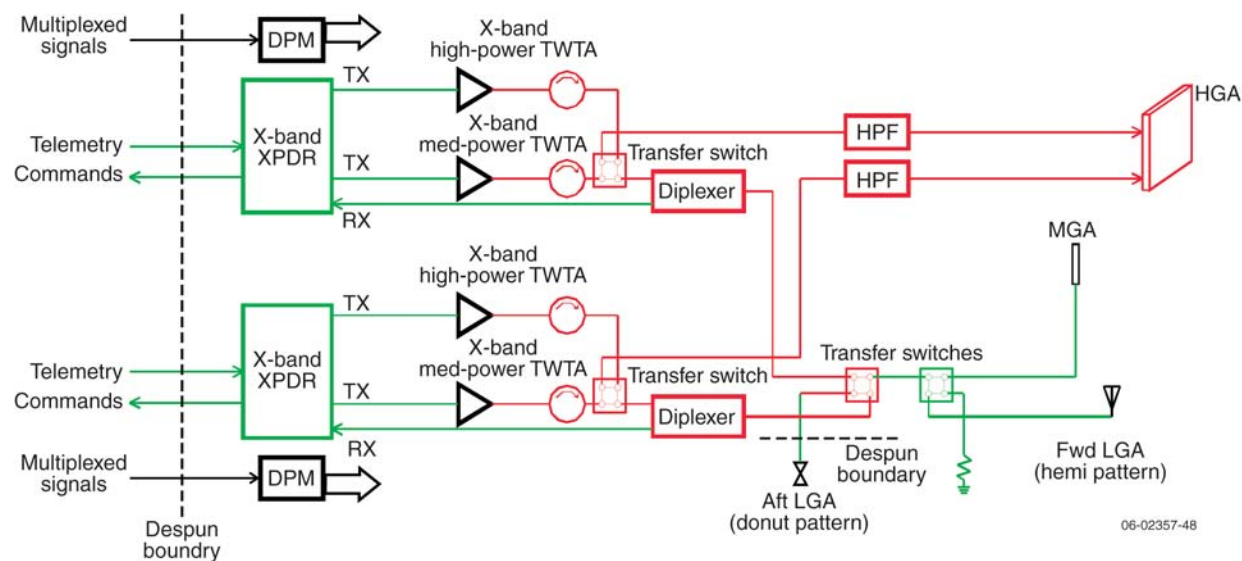 Multiplexed
signals
DPM
X-band
high-power TWTA
TX
HGA
X-band
XPDR
Telemetry
Commands
TX
X-band
med-power TWTA
Transfer switch
HPF
HPF
Diplexer
RX
MGA
X-band
high-power TWTA
TX
X-band
XPDR
Telemetry
Commands
TX
X-band
med-power TWTA
Transfer switch
Transfer switches
Diplexer
RX
Multiplexed
signals
DPM
Despun
boundary
Fwd LGA
(hemi pattern)
Aft LGA
(donut pattern)
Despun
boundry
06-02357-48